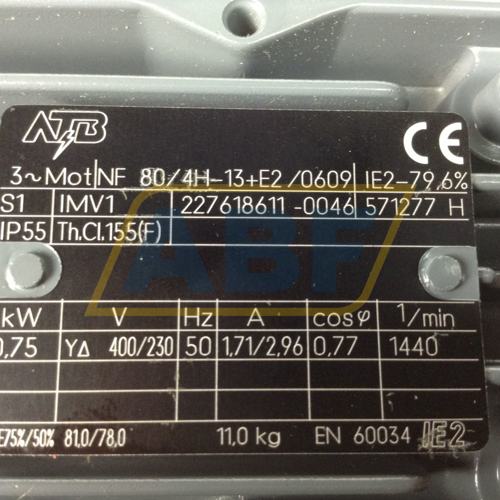 ATB CE
3~Mot NF 80/4H-13+E2/0609 IE2-79,6%
S1 IMV1 227618611-0046 571277 H
IP55 Th.Cl.155(F)
ABF
kW V Hz A cosφ 1/min
0,75 YΔ 400/230 50 1,71/2,96 0,77 1440
E75%/50% 81,0/78,0 11,0 kg EN 60034 IE2